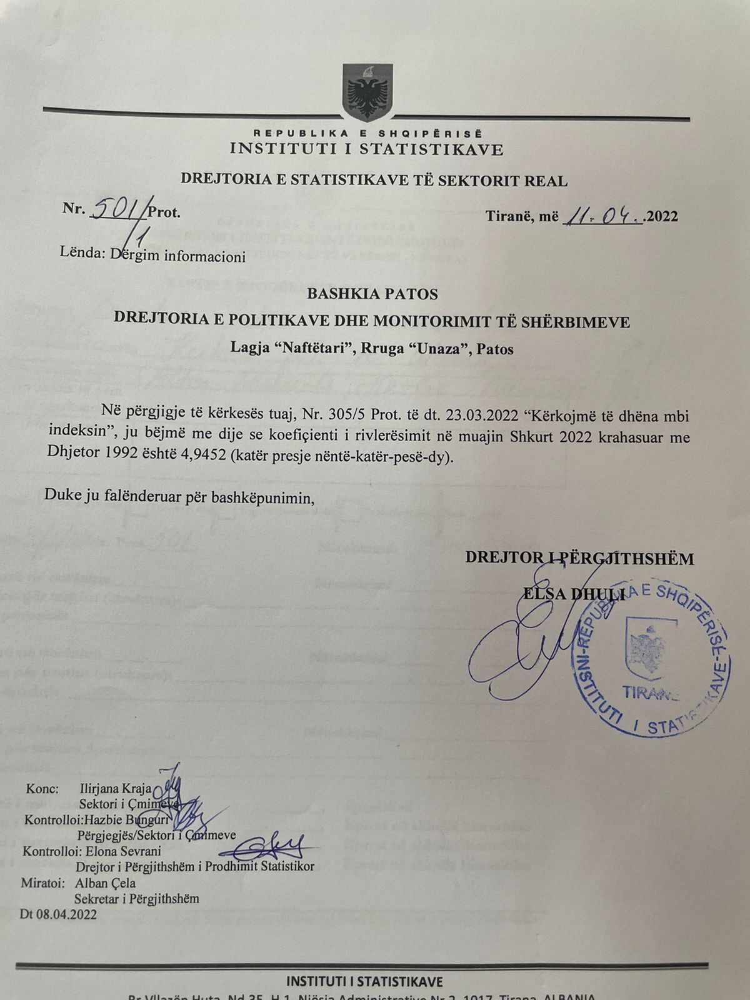 REPUBLIKA E SHQIPËRISË
INSTITUTI I STATISTIKAVE
DREJTORIA E STATISTIKAVE TË SEKTORIT REAL
Nr. 501/1 Prot.
Tiranë, më 11.04..2022
Lënda: Dërgim informacioni
BASHKIA PATOS
DREJTORIA E POLITIKAVE DHE MONITORIMIT TË SHËRBIMEVE
Lagja “Naftëtari”, Rruga “Unaza”, Patos
Në përgjigje të kërkesës tuaj, Nr. 305/5 Prot. të dt. 23.03.2022 “Kërkojmë të dhëna mbi
indeksin”, ju bëjmë me dije se koefiçienti i rivlerësimit në muajin Shkurt 2022 krahasuar me
Dhjetor 1992 është 4,9452 (katër presje nëntë-katër-pesë-dy).
Duke ju falënderuar për bashkëpunimin,
DREJTOR I PËRGJITHSHËM
ELSA DHULI
REPUBLIKA E SHQIPËRISË
INSTITUTI I STATISTIKAVE
Konc: Ilirjana Kraja
Sektori i Çmimeve
Kontrolloi:Hazbie Bunguri
Përgjegjës/Sektori i Çmimeve
Kontrolloi: Elona Sevrani
Drejtor i Përgjithshëm i Prodhimit Statistikor
Miratoi: Alban Çela
Sekretar i Përgjithshëm
Dt 08.04.2022
INSTITUTI I STATISTIKAVE
Rr.Vllazën Huta, Nd.35, H.1, Njësia Administrative Nr.2, 1017, Tirana, ALBANIA